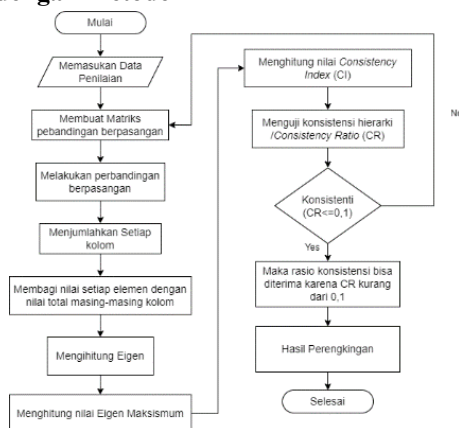 Mulai
Memasukan Data
Penilaian
Membuat Matriks
pebandingan berpasangan
Melakukan perbandingan
berpasangan
Menjumlahkan Setiap
kolom
Membagi nilai setiap elemen dengan
nilai total masing-masing kolom
Mengihitung Eigen
Menghitung nilai Eigen Maksismum
Menghitung nilai Consistency
Index (CI)
Menguji konsistensi hierarki
/Consistency Ratio (CR)
Konsistenti
(CR<=0,1)
Yes
Maka rasio konsistensi bisa
diterima karena CR kurang
dari 0,1
Hasil Perengkingan
Selesai